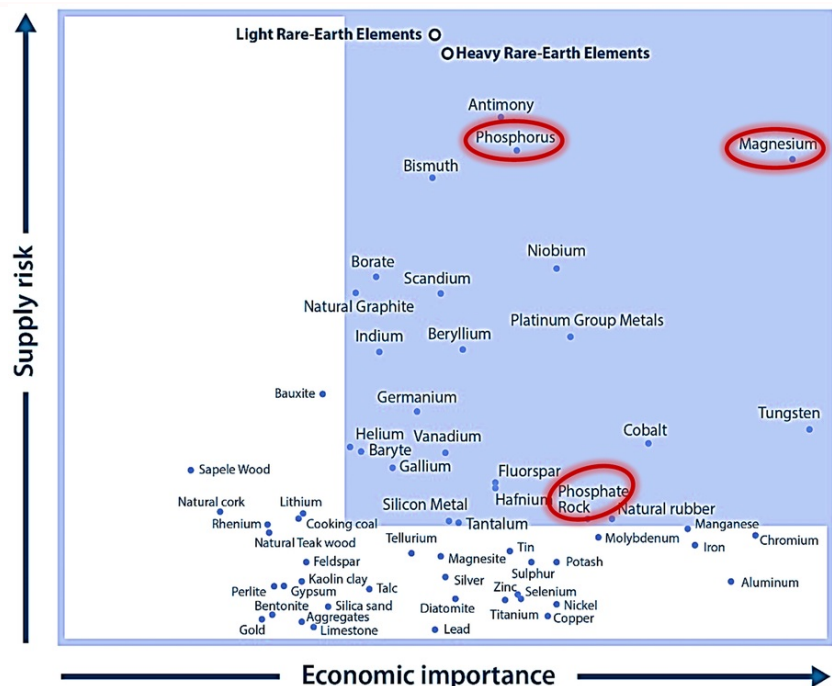 Light Rare-Earth Elements
Heavy Rare-Earth Elements
Antimony
Phosphorus
Magnesium
Bismuth
Niobium
Borate
Scandium
Natural Graphite
Platinum Group Metals
Indium
Beryllium
Bauxite
Germanium
Tungsten
Cobalt
Helium
Vanadium
Baryte
Gallium
Sapele Wood
Fluorspar
Hafnium
Phosphate
Rock
Natural rubber
Natural cork
Lithium
Silicon Metal
Rhenium
Cooking coal
Tantalum
Manganese
Natural Teak wood
Tellurium
Molybdenum
Iron
Chromium
Feldspar
Magnesite
Tin
Potash
Sulphur
Kaolin clay
Silver
Aluminum
Perlite
Gypsum
Talc
Zinc
Selenium
Bentonite
Silica sand
Diatomite
Titanium
Nickel
Copper
Aggregates
Gold
Limestone
Lead
Supply risk
Economic importance